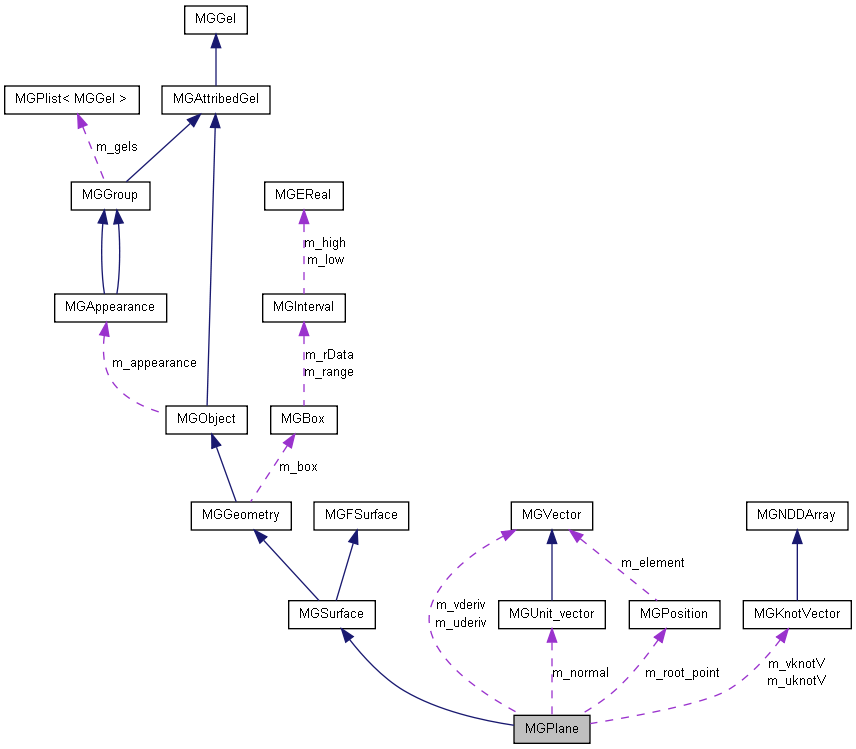 MGGel
MGPlist< MGGel >
MGAttribedGel
m_gels
MGGroup
MGEReal
m_high
m_low
MGAppearance
MGInterval
m_appearance
m_rData
m_range
MGObject
MGBox
m_box
MGGeometry
MGFSurface
MGVector
MGNDDArray
m_element
m_vderiv
m_uderiv
MGSurface
MGUnit_vector
MGPosition
MGKnotVector
m_normal
m_root_point
m_vknotV
m_uknotV
MGPlane